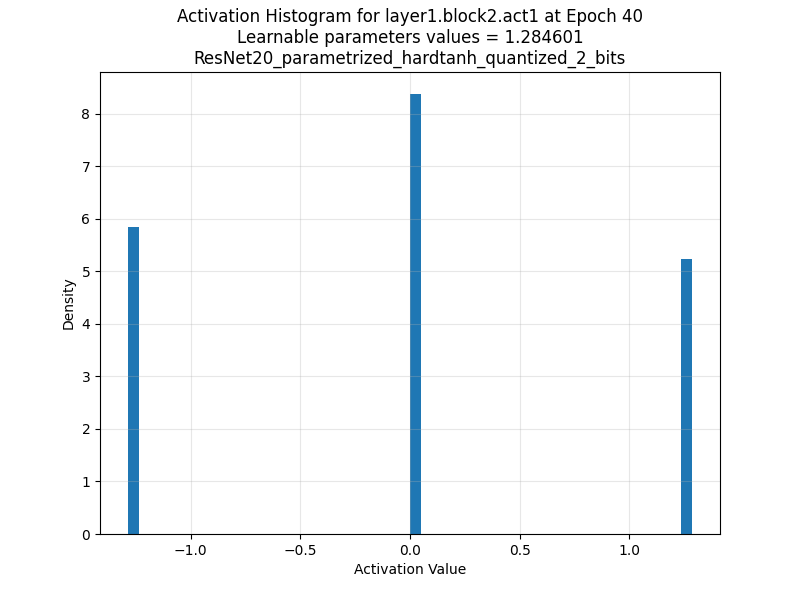 Activation Histogram for layer1.block2.act1 at Epoch 40
Learnable parameters values = 1.284601
ResNet20_parametrized_hardtanh_quantized_2_bits
8
7
6
5
4
3
2
1
0
Density
−1.0 −0.5 0.0 0.5 1.0
Activation Value